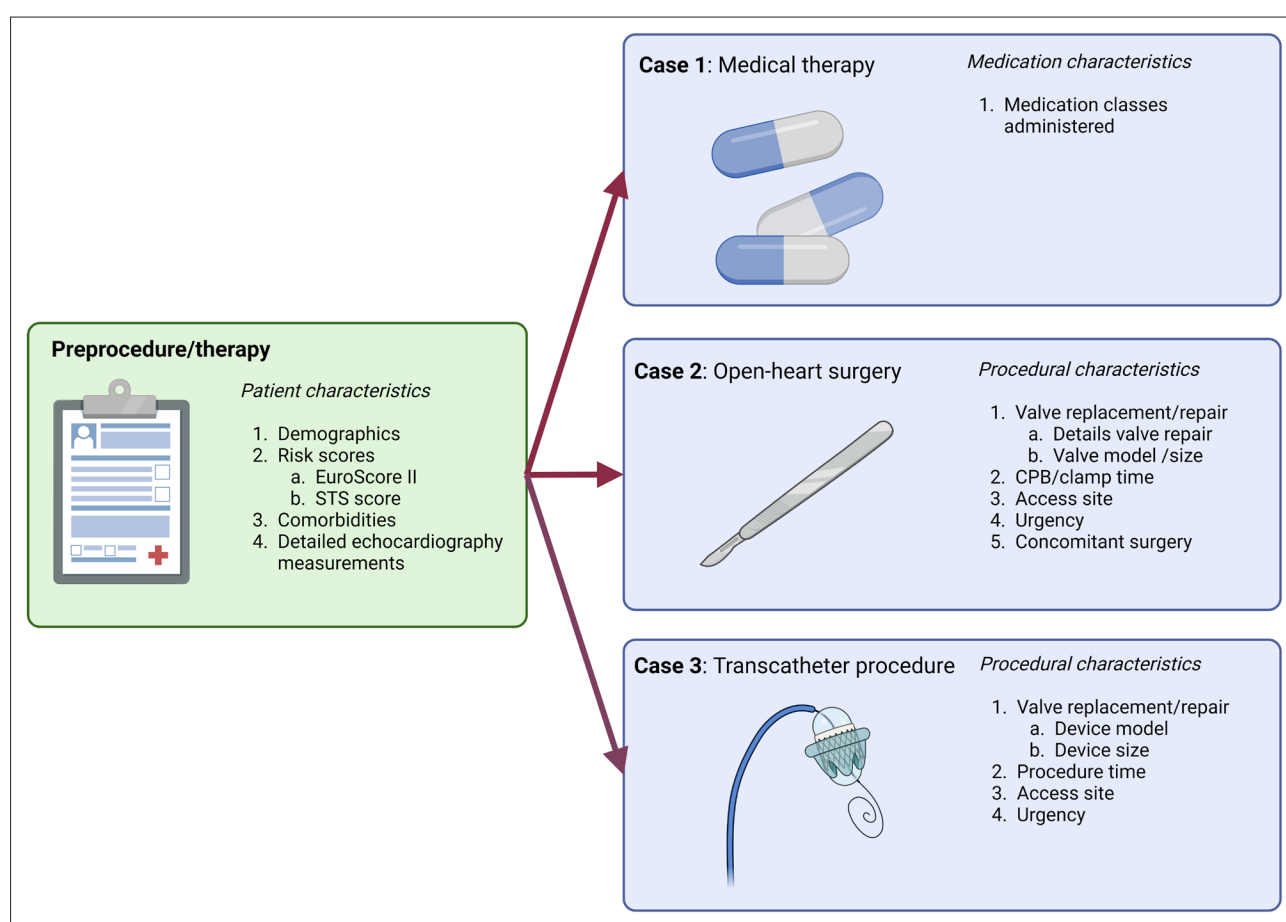 Preprocedure/therapy
Patient characteristics
1. Demographics
2. Risk scores
a. EuroScore II
b. STS score
3. Comorbidities
4. Detailed echocardiography
measurements
Case 1: Medical therapy
Medication characteristics
1. Medication classes
administered
Case 2: Open-heart surgery
Procedural characteristics
1. Valve replacement/repair
a. Details valve repair
b. Valve model /size
2. CPB/clamp time
3. Access site
4. Urgency
5. Concomitant surgery
Case 3: Transcatheter procedure
Procedural characteristics
1. Valve replacement/repair
a. Device model
b. Device size
2. Procedure time
3. Access site
4. Urgency